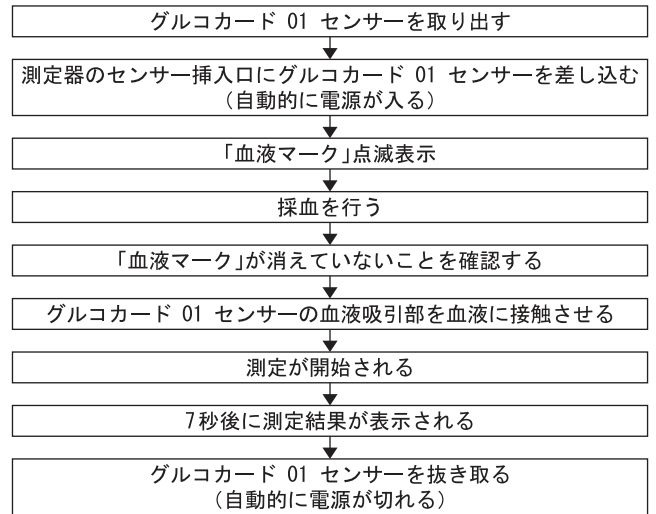 グルコカード 01 センサーを取り出す
測定器のセンサー挿入口にグルコカード 01 センサーを差し込む
(自動的に電源が入る)
「血液マーク」点滅表示
採血を行う
「血液マーク」が消えていないことを確認する
グルコカード 01 センサーの血液吸引部を血液に接触させる
測定が開始される
7秒後に測定結果が表示される
グルコカード 01 センサーを抜き取る
(自動的に電源が切れる)